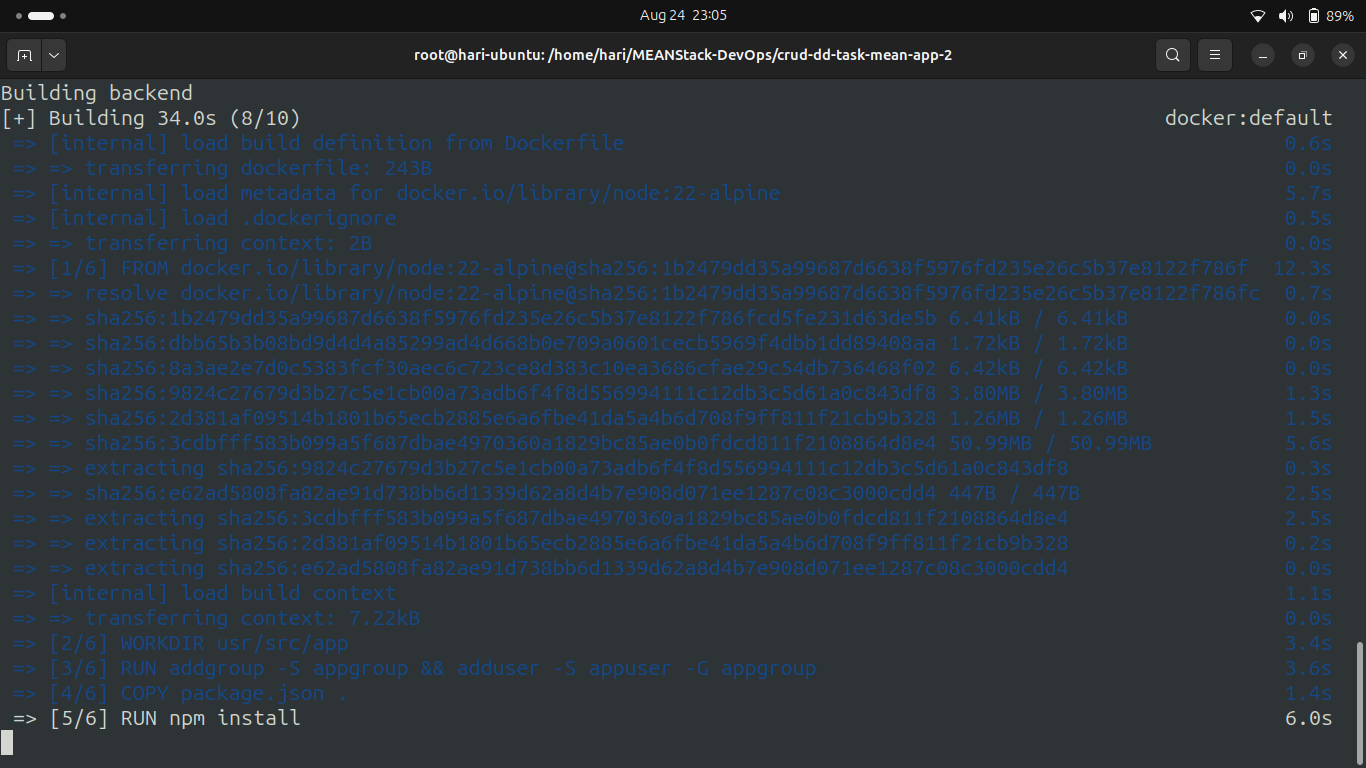 Aug 24 23:05
89%
root@hari-ubuntu: /home/hari/MEANStack-DevOps/crud-dd-task-mean-app-2
Building backend
[+] Building 34.0s (8/10) docker:default
=> [internal] load build definition from Dockerfile 0.6s
=> => transferring dockerfile: 243B 0.0s
=> [internal] load metadata for docker.io/library/node:22-alpine 5.7s
=> [internal] load .dockerignore 0.5s
=> => transferring context: 2B 0.0s
=> [1/6] FROM docker.io/library/node:22-alpine@sha256:1b2479dd35a99687d6638f5976fd235e26c5b37e8122f786f 12.3s
=> => resolve docker.io/library/node:22-alpine@sha256:1b2479dd35a99687d6638f5976fd235e26c5b37e8122f786fc 0.7s
=> => sha256:1b2479dd35a99687d6638f5976fd235e26c5b37e8122f786fcd5fe231d63de5b 6.41kB / 6.41kB 0.0s
=> => sha256:dbb65b3b08bd9d4d4a85299ad4d668b0e709a0601cecb5969f4dbb1dd89408aa 1.72kB / 1.72kB 0.0s
=> => sha256:8a3ae2e7d0c5383fcf30aec6c723ce8d383c10ea3686cfae29c54db736468f02 6.42kB / 6.42kB 0.0s
=> => sha256:9824c27679d3b27c5e1cb00a73adb6f4f8d556994111c12db3c5d61a0c843df8 3.80MB / 3.80MB 1.3s
=> => sha256:2d381af09514b1801b65ecb2885e6a6fbe41da5a4b6d708f9ff811f21cb9b328 1.26MB / 1.26MB 1.5s
=> => sha256:3cdbfff583b099a5f687dbae4970360a1829bc85ae0b0fdcd811f2108864d8e4 50.99MB / 50.99MB 5.6s
=> => extracting sha256:9824c27679d3b27c5e1cb00a73adb6f4f8d556994111c12db3c5d61a0c843df8 0.3s
=> => sha256:e62ad5808fa82ae91d738bb6d1339d62a8d4b7e908d071ee1287c08c3000cdd4 447B / 447B 2.5s
=> => extracting sha256:3cdbfff583b099a5f687dbae4970360a1829bc85ae0b0fdcd811f2108864d8e4 2.5s
=> => extracting sha256:2d381af09514b1801b65ecb2885e6a6fbe41da5a4b6d708f9ff811f21cb9b328 0.2s
=> => extracting sha256:e62ad5808fa82ae91d738bb6d1339d62a8d4b7e908d071ee1287c08c3000cdd4 0.0s
=> [internal] load build context 1.1s
=> => transferring context: 7.22kB 0.0s
=> [2/6] WORKDIR usr/src/app 3.4s
=> [3/6] RUN addgroup -S appgroup && adduser -S appuser -G appgroup 3.6s
=> [4/6] COPY package.json . 1.4s
=> [5/6] RUN npm install 6.0s